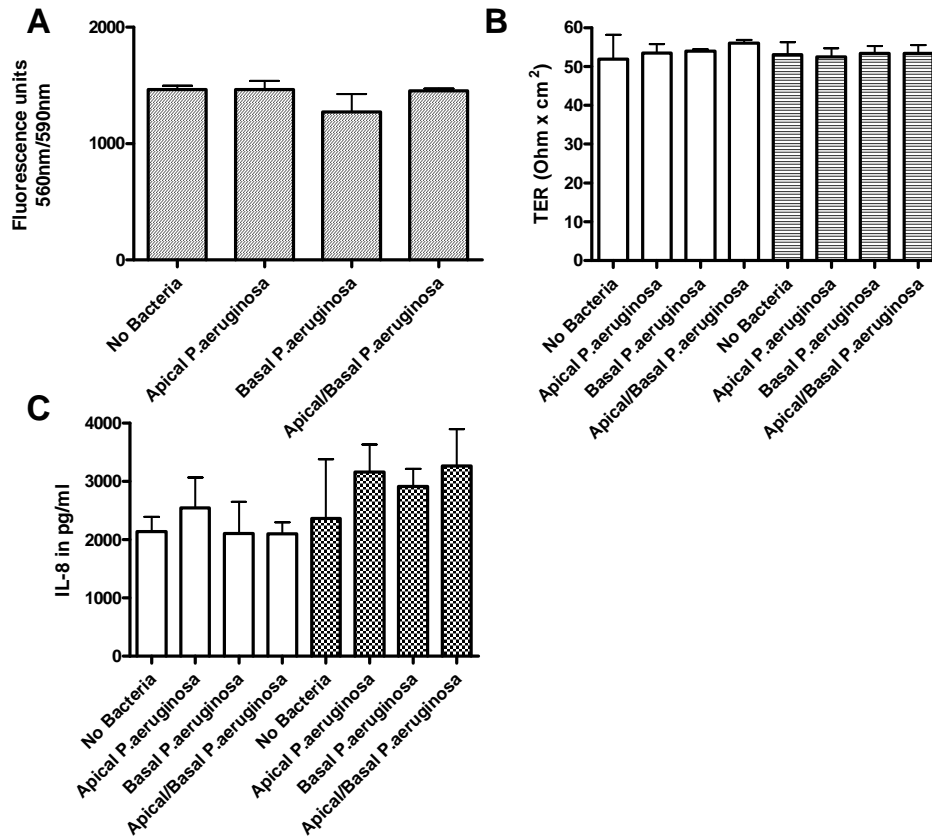 A
Fluorescence units
560nm/590nm
2000
1000
0
No Bacteria
Apical P.aeruginosa
Basal P.aeruginosa
Apical/Basal P.aeruginosa
B
TER (Ohm x cm2)
60
50
40
30
20
10
0
No Bacteria
Apical P.aeruginosa
Basal P.aeruginosa
Apical/Basal P.aeruginosa
No Bacteria
Apical P.aeruginosa
Basal P.aeruginosa
Apical/Basal P.aeruginosa
C
IL-8 in pg/ml
4000
3000
2000
1000
0
No Bacteria
Apical P.aeruginosa
Basal P.aeruginosa
Apical/Basal P.aeruginosa
No Bacteria
Apical P.aeruginosa
Basal P.aeruginosa
Apical/Basal P.aeruginosa